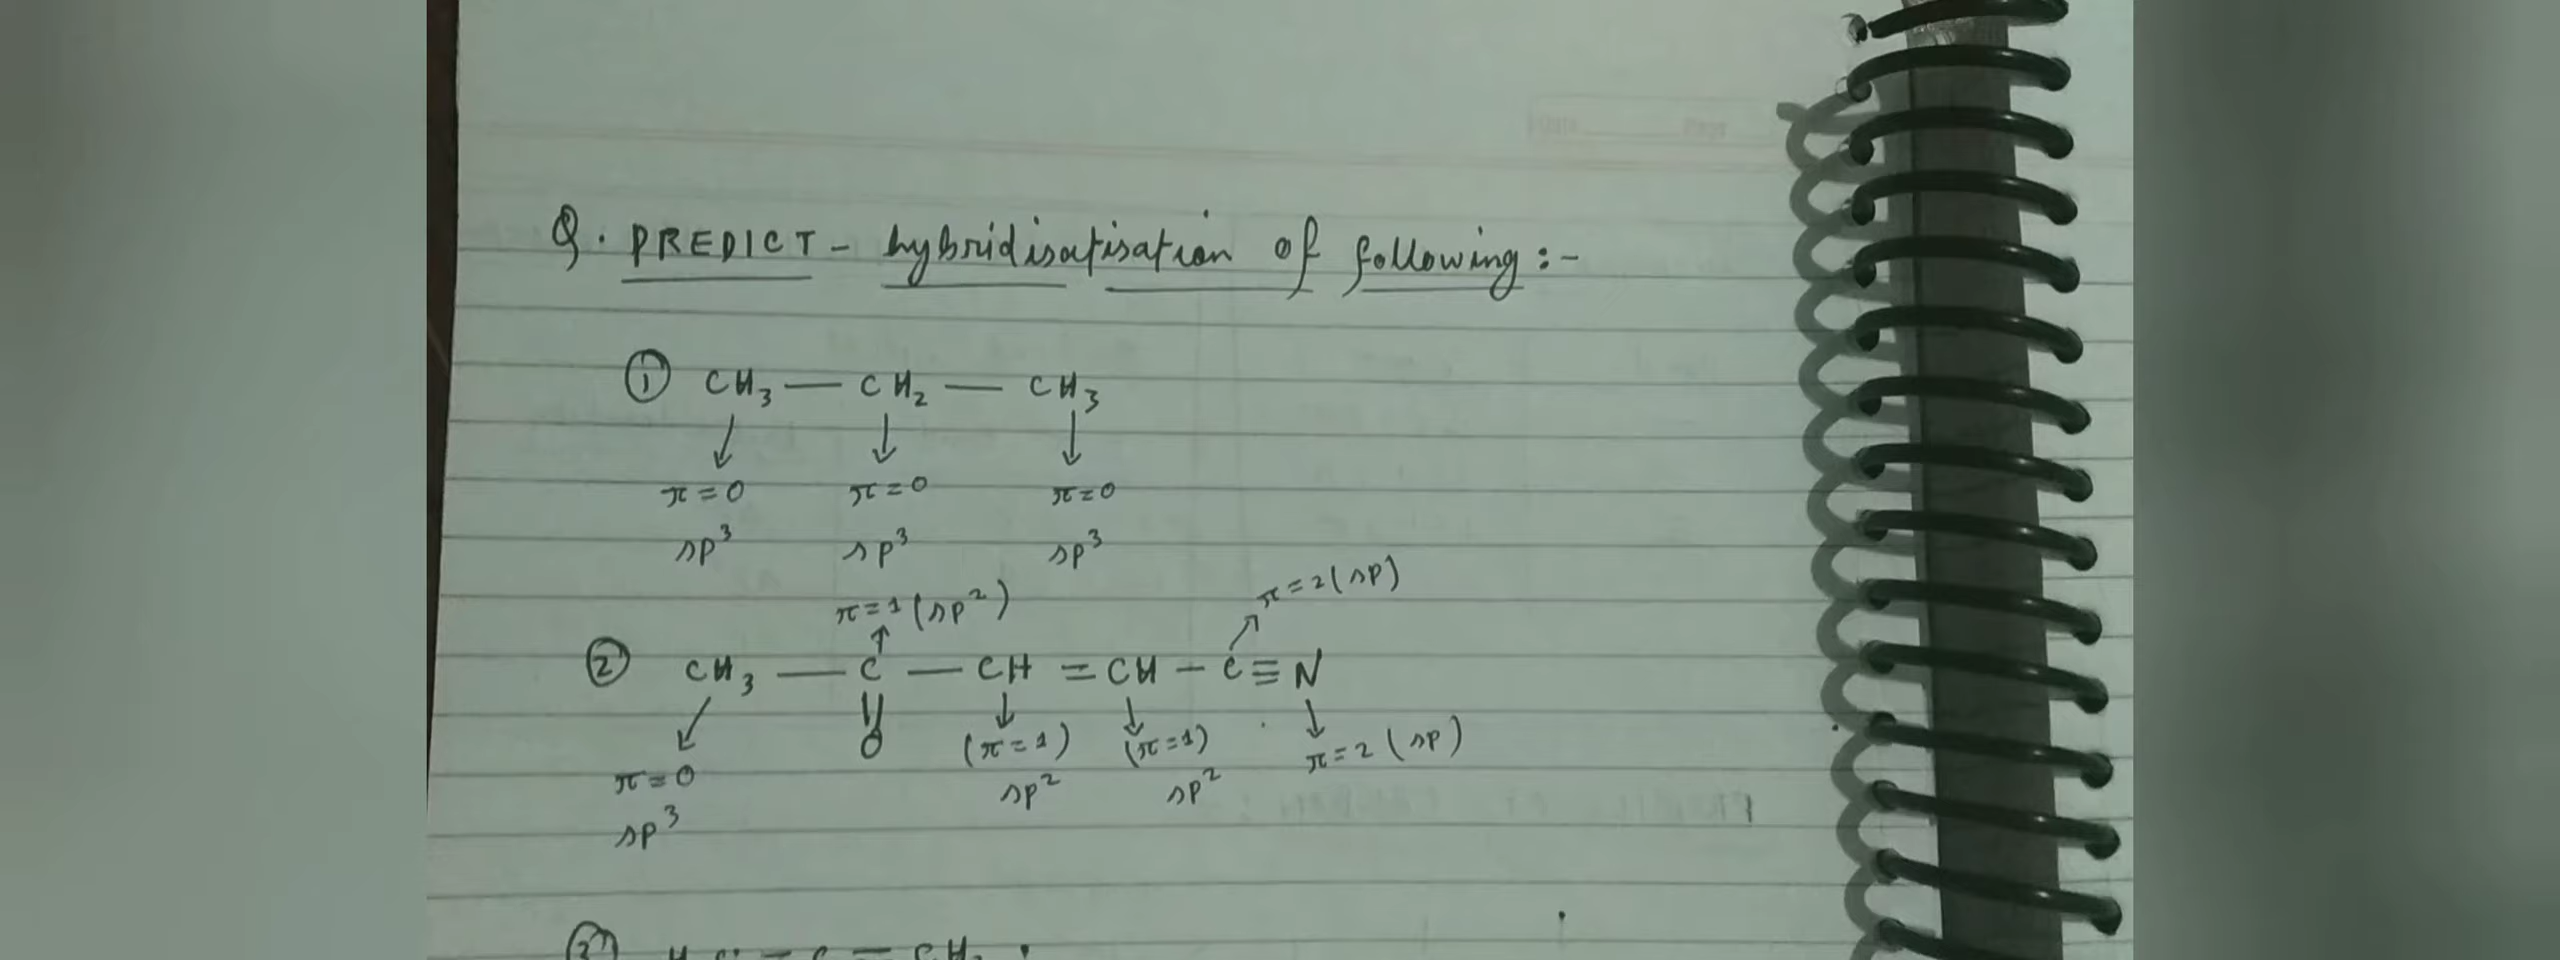 Q. PREDICT - hybridisatisation of following :-
① CH₃ — CH₂ — CH₃
↓ ↓ ↓
π=0 π=0 π=0
sp³ sp³ sp³
π=1 (sp²) π=2 (sp)
② CH₃ — C — CH = CH - C ≡ N
|| 
O (π=1) (π=1) π=2 (sp)
π=0 sp² sp²
sp³